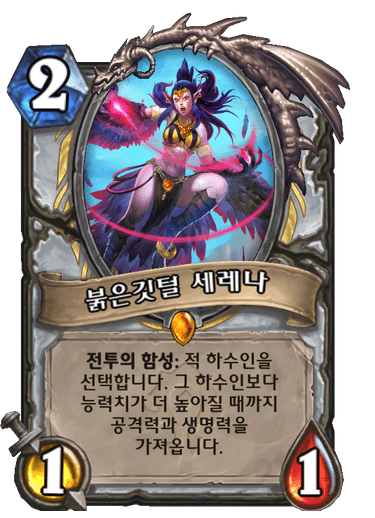 2
붉은깃털 세레나
전투의 함성: 적 하수인을
선택합니다. 그 하수인보다
능력치가 더 높아질 때까지
공격력과 생명력을
가져옵니다.
1
1